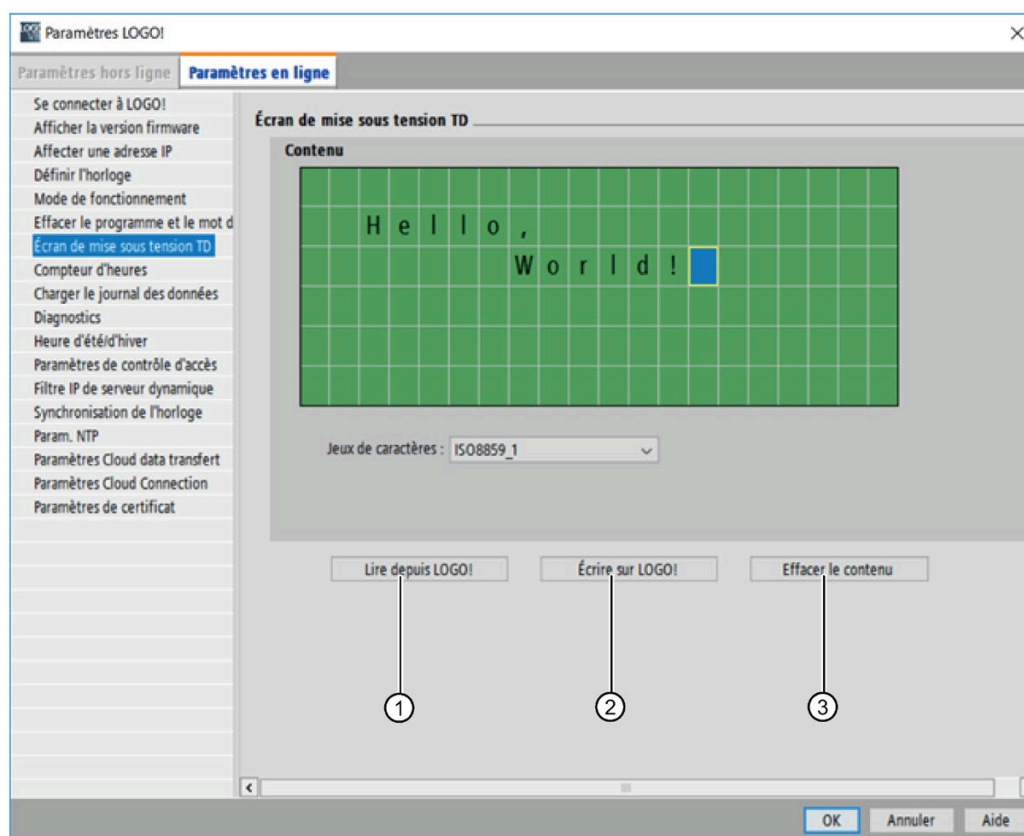 Paramètres LOGO!
Paramètres hors ligne
Paramètres en ligne
Se connecter à LOGO!
Afficher la version firmware
Affecter une adresse IP
Définir l'horloge
Mode de fonctionnement
Effacer le programme et le mot d
Écran de mise sous tension TD
Compteur d'heures
Charger le journal des données
Diagnostics
Heure d'été/d'hiver
Paramètres de contrôle d'accès
Filtre IP de serveur dynamique
Synchronisation de l'horloge
Param. NTP
Paramètres Cloud data transfert
Paramètres Cloud Connection
Paramètres de certificat
Écran de mise sous tension TD
Contenu
Hello,
World!
Jeux de caractères : ISO8859_1
Lire depuis LOGO!
Écrire sur LOGO!
Effacer le contenu
1
2
3
OK
Annuler
Aide